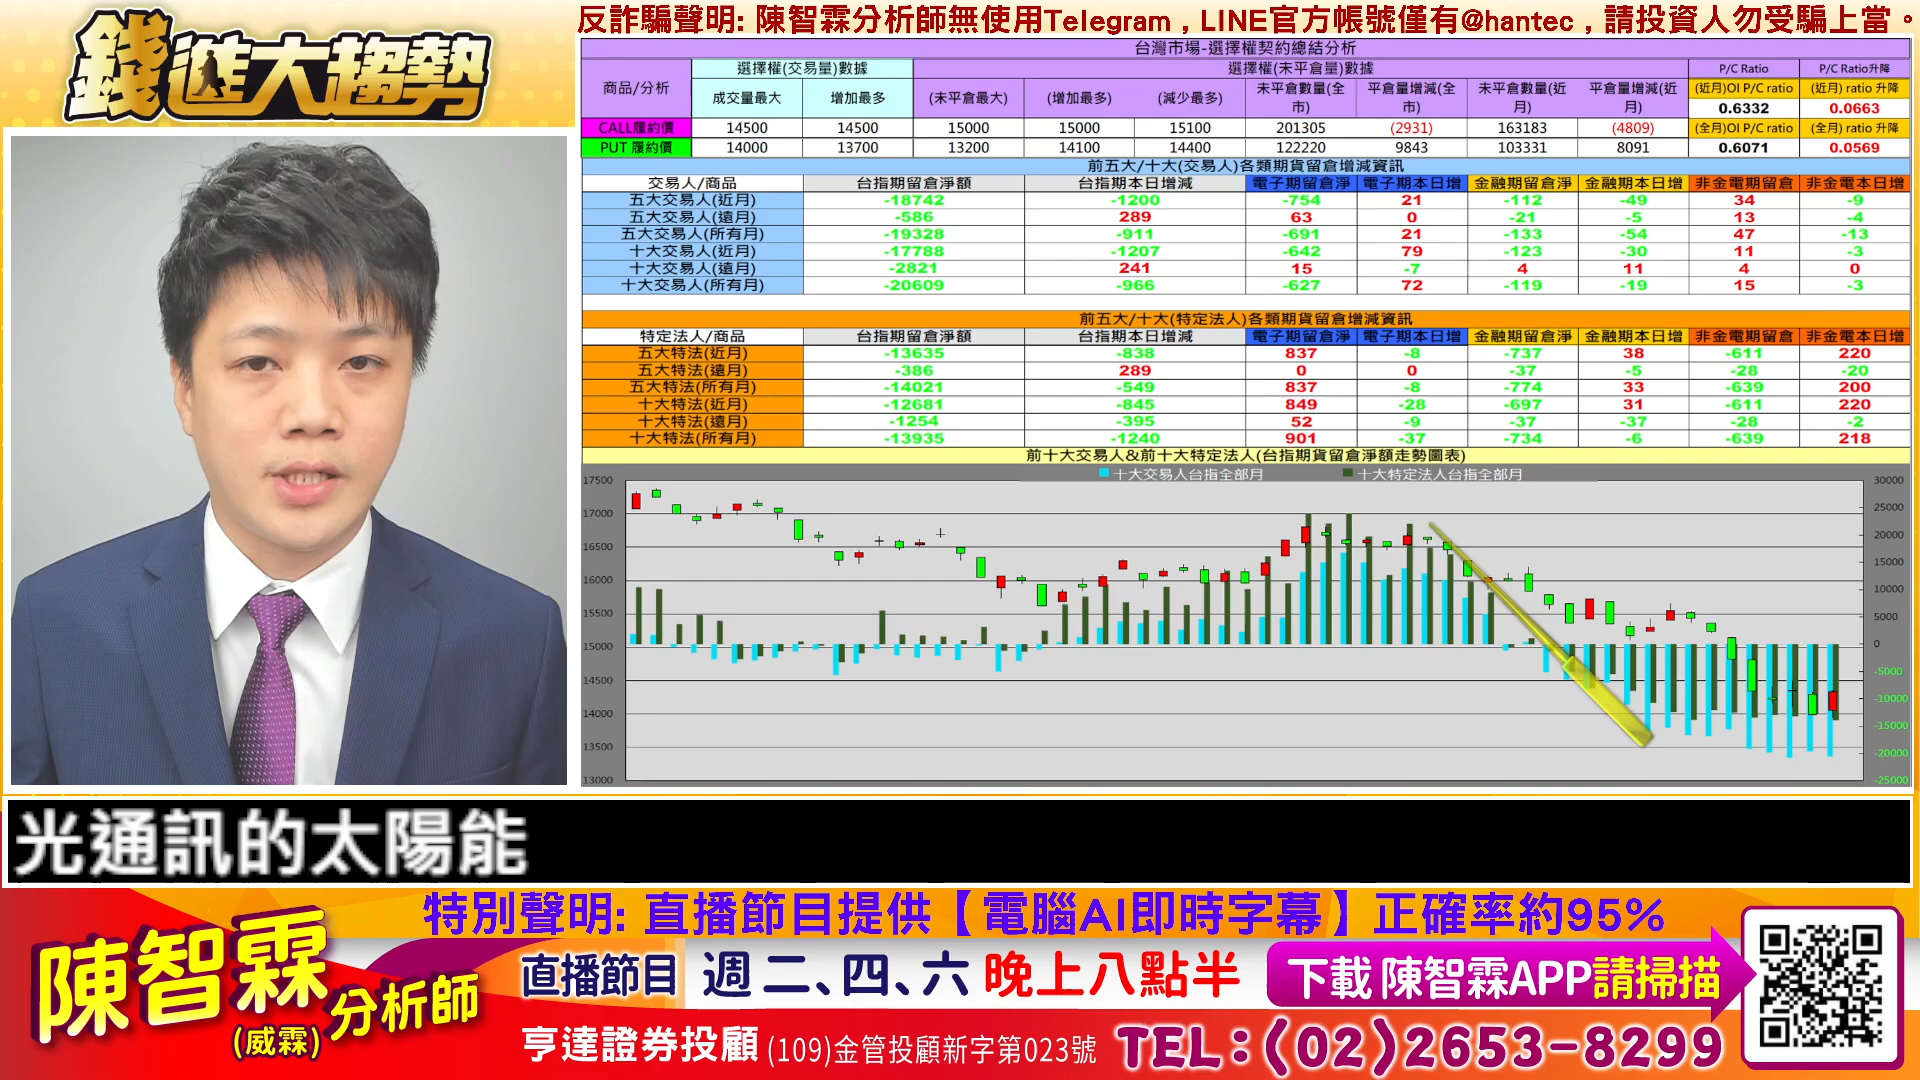 錢進大趨勢
反詐騙聲明: 陳智霖分析師無使用Telegram , LINE官方帳號僅有@hantec , 請投資人勿受騙上當。
台灣市場-選擇權契約總結分析
商品/分析 選擇權(交易量)數據 選擇權(未平倉量)數據 P/C Ratio P/C Ratio升降
成交量最大 增加最多 (未平倉最大) (增加最多) (減少最多) 未平倉數量(全市) 平倉量增減(全市) 未平倉數量(近月) 平倉量增減(近月) (近月)OI P/C ratio (近月) ratio 升降
0.6332 0.0663
CALL履約價 14500 14500 15000 15000 15100 201305 (2931) 163183 (4809) (全月)OI P/C ratio (全月) ratio 升降
PUT 履約價 14000 13700 13200 14100 14400 122220 9843 103331 8091 0.6071 0.0569
前五大/十大(交易人)各類期貨留倉增減資訊
交易人/商品 台指期留倉淨額 台指期本日增減 電子期留倉淨 電子期本日增 金融期留倉淨 金融期本日增 非金電期留倉 非金電本日增
五大交易人(近月) -18742 -1200 -754 21 -112 -49 34 -9
五大交易人(遠月) -586 289 63 0 -21 -5 13 -4
五大交易人(所有月) -19328 -911 -691 21 -133 -54 47 -13
十大交易人(近月) -17788 -1207 -642 79 -123 -30 11 -3
十大交易人(遠月) -2821 241 15 -7 4 11 4 0
十大交易人(所有月) -20609 -966 -627 72 -119 -19 15 -3
前五大/十大(特定法人)各類期貨留倉增減資訊
特定法人/商品 台指期留倉淨額 台指期本日增減 電子期留倉淨 電子期本日增 金融期留倉淨 金融期本日增 非金電期留倉 非金電本日增
五大特法(近月) -13635 -838 837 -8 -737 38 -611 220
五大特法(遠月) -386 289 0 0 -37 -5 -28 -20
五大特法(所有月) -14021 -549 837 -8 -774 33 -639 200
十大特法(近月) -12681 -845 849 -28 -697 31 -611 220
十大特法(遠月) -1254 -395 52 -9 -37 -37 -28 -2
十大特法(所有月) -13935 -1240 901 -37 -734 -6 -639 218
前十大交易人&前十大特定法人(台指期貨留倉淨額走勢圖表)
十大交易人台指全部月 十大特定法人台指全部月
17500 30000
17000 25000
16500 20000
16000 15000
15500 10000
15000 5000
14500 0
14000 -5000
13500 -10000
13000 -15000
-20000
-25000
光通訊的太陽能
特別聲明: 直播節目提供【電腦AI即時字幕】正確率約95%
陳智霖分析師
(威霖)
直播節目 週二、四、六 晚上八點半
下載 陳智霖APP請掃描
亨達證券投顧 (109)金管投顧新字第023號 TEL:(02)2653-8299